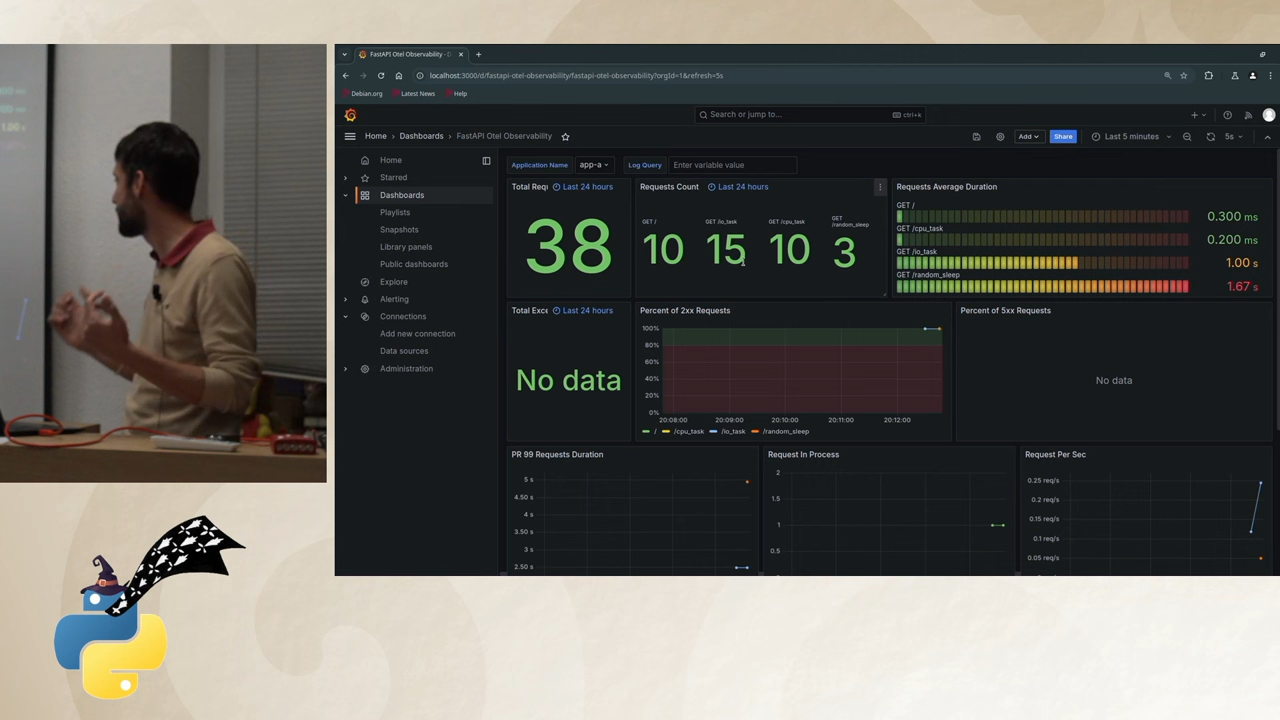 FastAPI Otel Observability - D
localhost:3000/d/fastapi-otel-observability/fastapi-otel-observability?orgId=1&refresh=5s
Debian.org
Latest News
Help
Search or jump to...
ctrl+k
Home › Dashboards › FastAPI Otel Observability
Add
Share
Last 5 minutes
5s
Home
Starred
Dashboards
Playlists
Snapshots
Library panels
Public dashboards
Explore
Alerting
Connections
Add new connection
Data sources
Administration
Application Name
app-a
Log Query
Enter variable value
Total Requ
Last 24 hours
38
Requests Count
Last 24 hours
GET /
10
GET /io_task
15
GET /cpu_task
10
GET
/random_sleep
3
Requests Average Duration
GET /
0.300 ms
GET /cpu_task
0.200 ms
GET /io_task
1.00 s
GET /random_sleep
1.67 s
Total Exce
Last 24 hours
No data
Percent of 2xx Requests
100%
80%
60%
40%
20%
0%
20:08:00
20:09:00
20:10:00
20:11:00
20:12:00
/
/cpu_task
/io_task
/random_sleep
Percent of 5xx Requests
No data
PR 99 Requests Duration
5 s
4.50 s
4 s
3.50 s
3 s
2.50 s
Request In Process
2
1.5
1
0.5
Request Per Sec
0.25 req/s
0.2 req/s
0.15 req/s
0.1 req/s
0.05 req/s